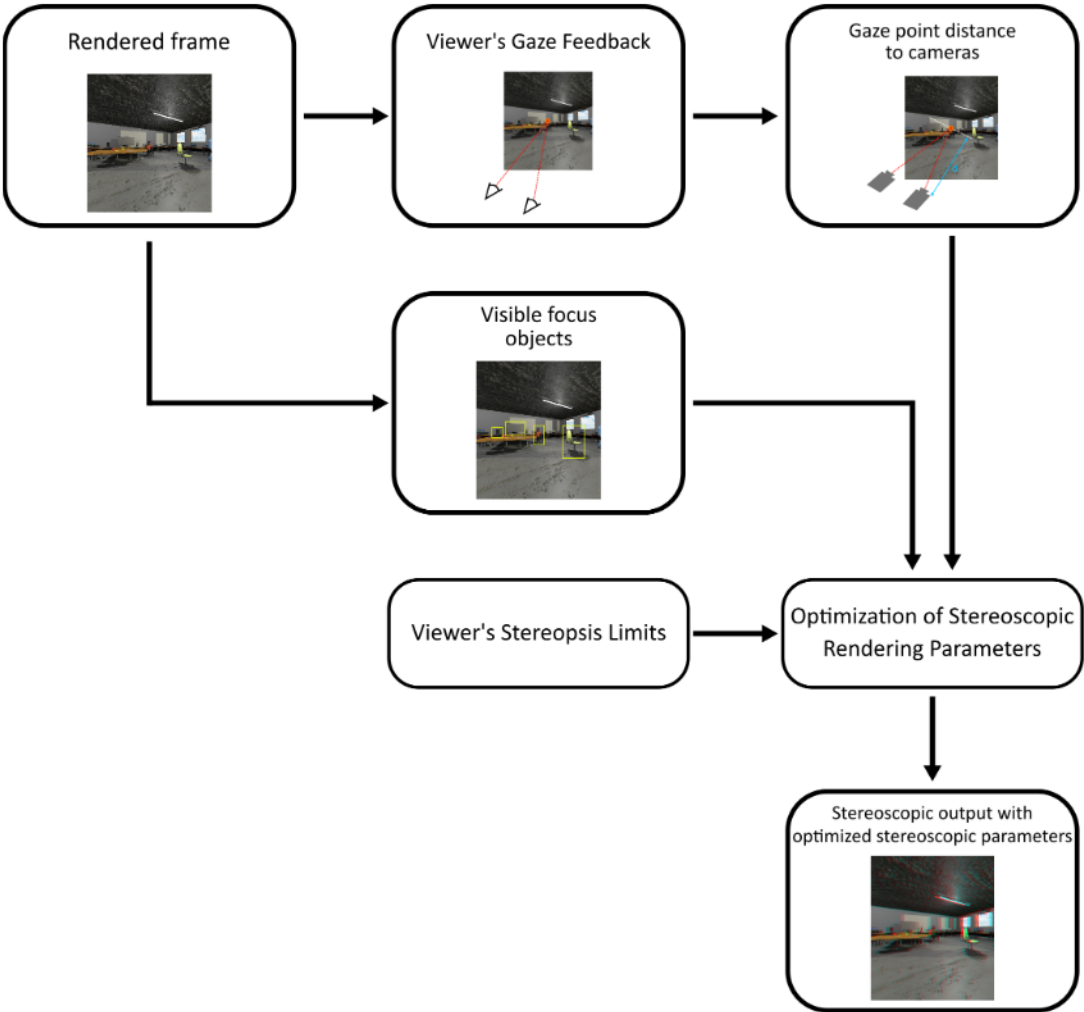 Rendered frame
Viewer's Gaze Feedback
Gaze point distance
to cameras
Visible focus
objects
Viewer's Stereopsis Limits
Optimization of Stereoscopic
Rendering Parameters
Stereoscopic output with
optimized stereoscopic parameters